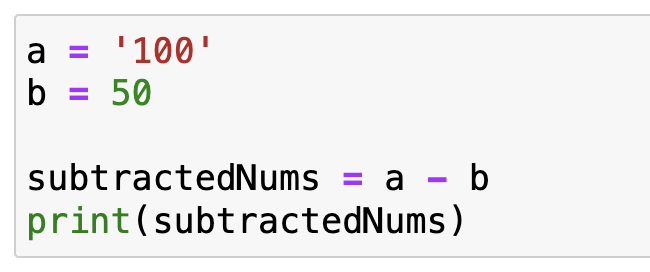 a = '100'
b = 50
subtractedNums = a - b
print(subtractedNums)